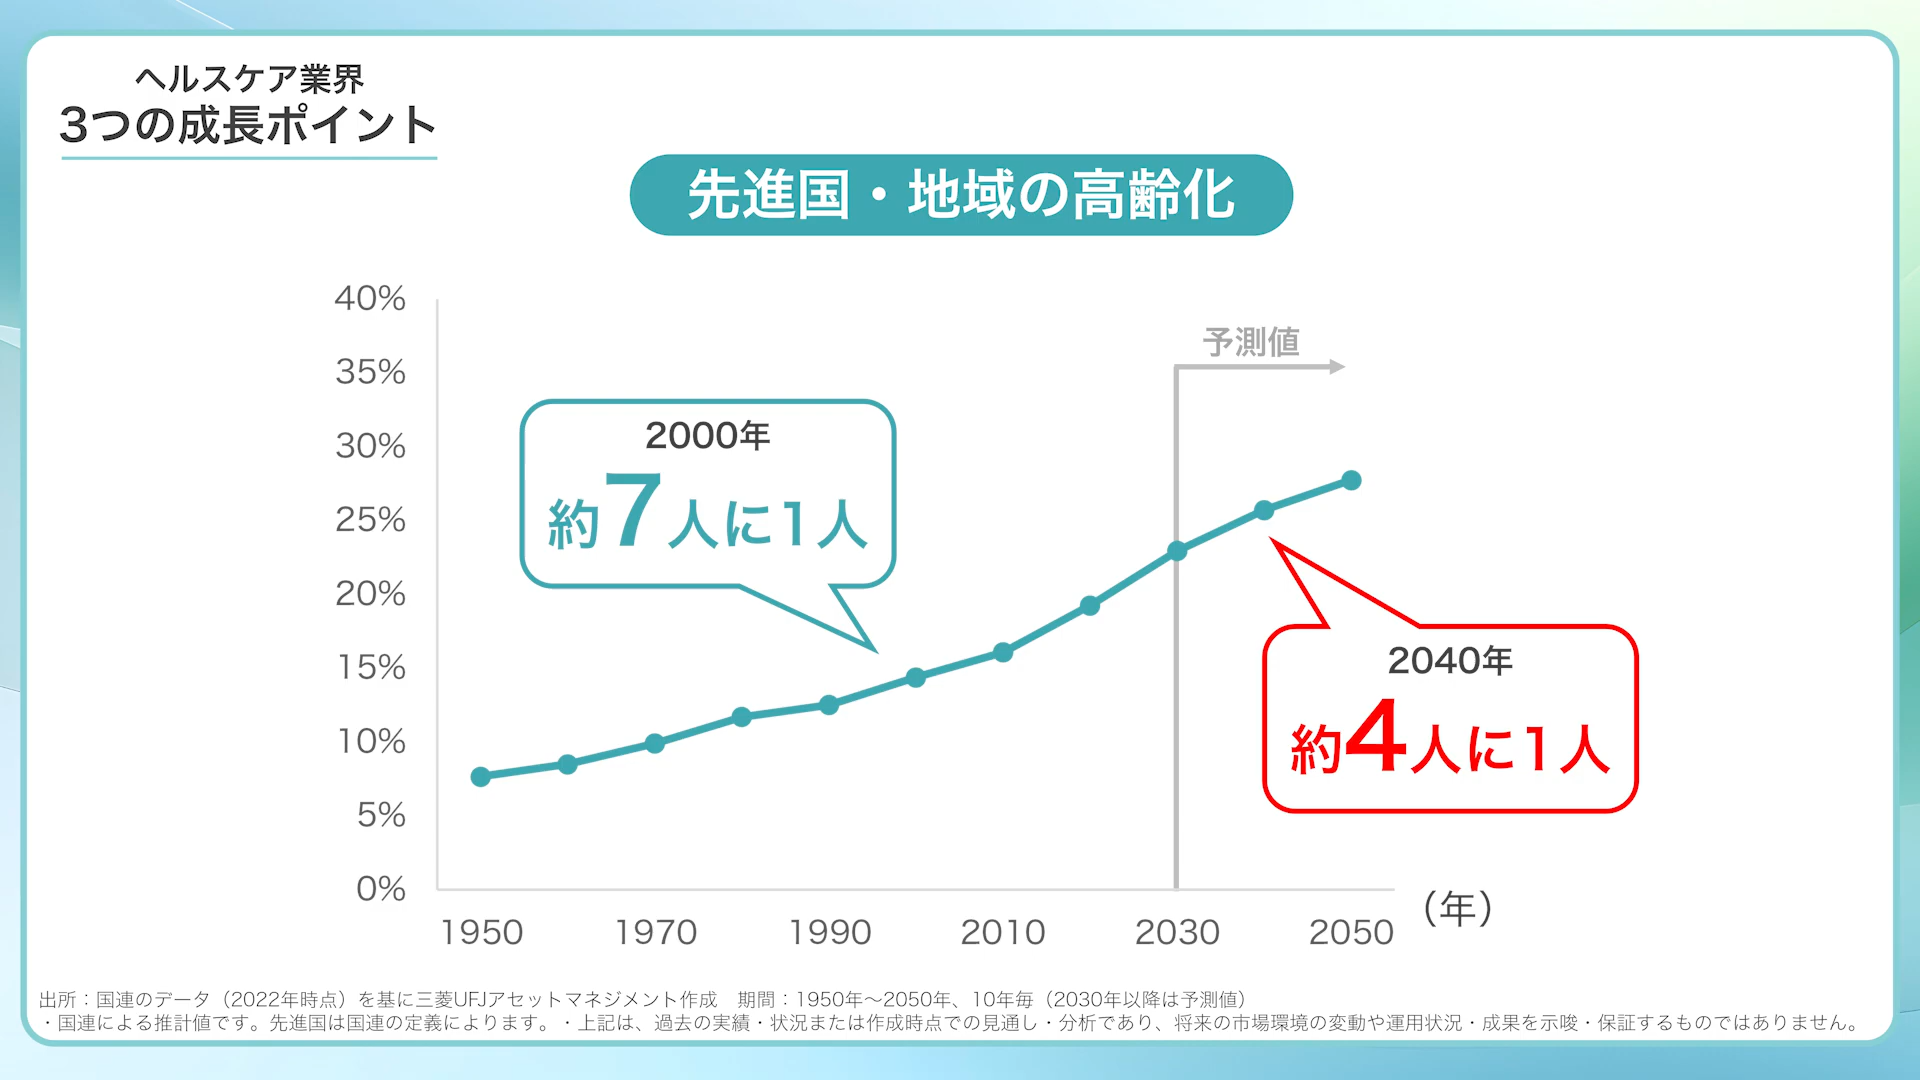 ヘルスケア業界
3つの成長ポイント
先進国・地域の高齢化
40%
35%
30%
25%
20%
15%
10%
5%
0%
予測値
2000年
約7人に1人
2040年
約4人に1人
1950
1970
1990
2010
2030
2050
(年)
出所：国連のデータ（2022年時点）を基に三菱UFJアセットマネジメント作成　期間：1950年～2050年、10年毎（2030年以降は予測値）
・国連による推計値です。先進国は国連の定義によります。・上記は、過去の実績・状況または作成時点での見通し・分析であり、将来の市場環境の変動や運用状況・成果を示唆・保証するものではありません。